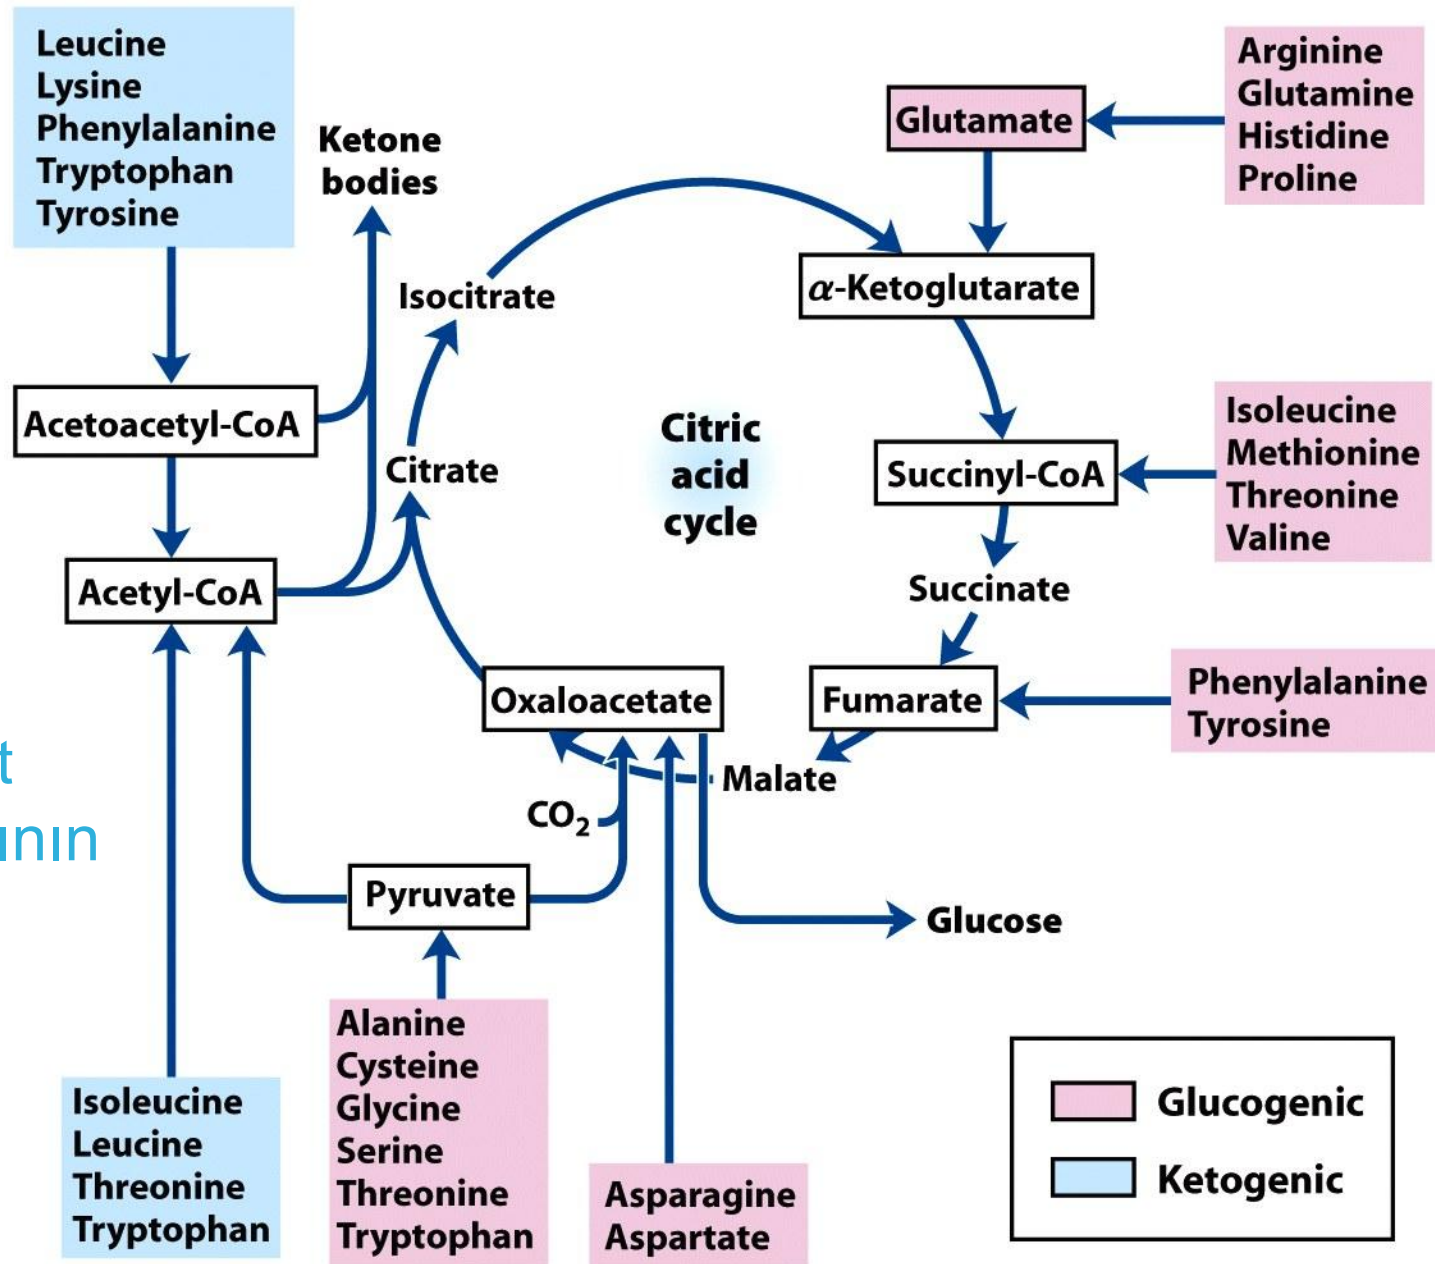 Leucine
Lysine
Phenylalanine
Tryptophan
Tyrosine
Ketone
bodies
Glutamate
Arginine
Glutamine
Histidine
Proline
Isocitrate
α-Ketoglutarate
Acetoacetyl-CoA
Citrate
Citric
acid
cycle
Succinyl-CoA
Isoleucine
Methionine
Threonine
Valine
Acetyl-CoA
Succinate
Oxaloacetate
Fumarate
Phenylalanine
Tyrosine
Malate
CO₂
Pyruvate
Glucose
Isoleucine
Leucine
Threonine
Tryptophan
Alanine
Cysteine
Glycine
Serine
Threonine
Tryptophan
Asparagine
Aspartate
Glucogenic
Ketogenic